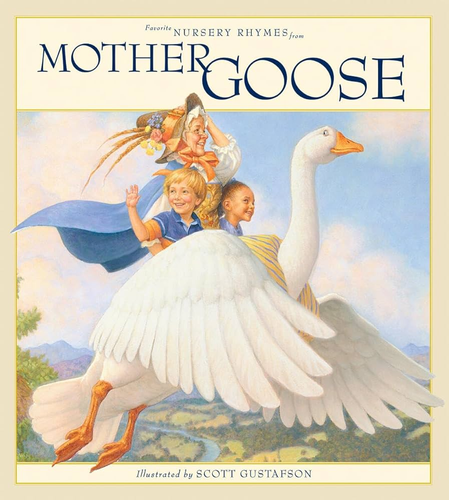 Favorite NURSERY RHYMES from
MOTHER GOOSE
Illustrated by SCOTT GUSTAFSON